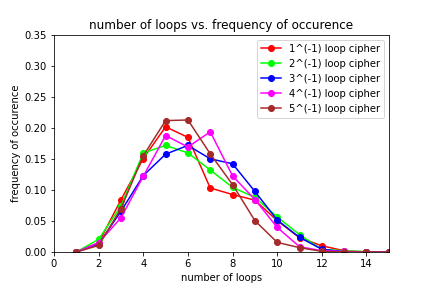 number of loops vs. frequency of occurence
0.35
0.30
0.25
0.20
0.15
0.10
0.05
0.00
frequency of occurence
1^(-1) loop cipher
2^(-1) loop cipher
3^(-1) loop cipher
4^(-1) loop cipher
5^(-1) loop cipher
0 2 4 6 8 10 12 14
number of loops